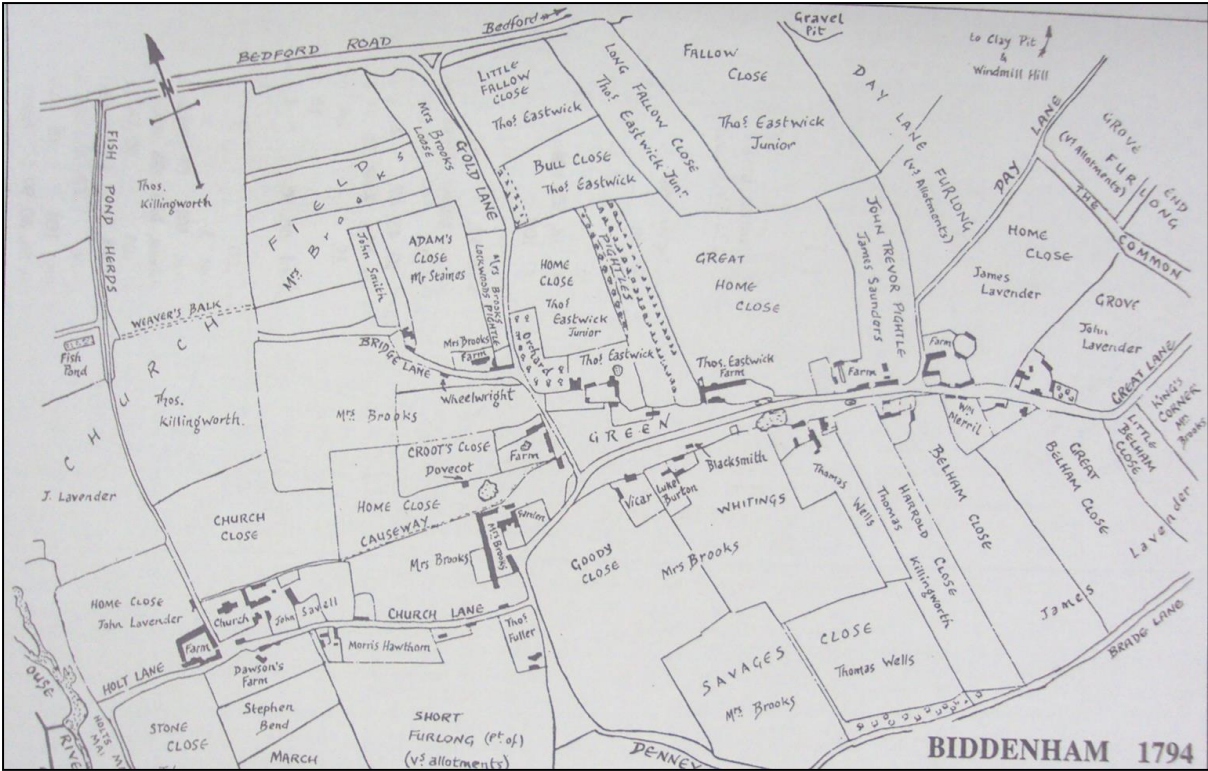 BEDFORD ROAD
Bedford
Gravel
Pit
to Clay Pit
&
Windmill Hill
N
FISH POND HERDS
Thos.
Killingworth
Mrs Brooks
LOOSE
GOLD LANE
LITTLE
FALLOW
CLOSE
Thos Eastwick
LONG FALLOW CLOSE
Thos Eastwick Junr
FALLOW
CLOSE
Thos Eastwick
Junior
DAY LANE FURLONG
(vs Allotments)
DAY LANE
GROVE FURLONG
(vs Allotments)
END
THE COMMON
BULL CLOSE
Thos Eastwick
FIELDS
Mrs Brooks
John Smith
ADAM'S
CLOSE
Mr Staines
Mrs Brooks
LOCKWOODS PIGHTLE
HOME
CLOSE
Thos
Eastwick
Junior
PIGHTLES
GREAT
HOME
CLOSE
JOHN TREVOR PIGHTLE
James Saunders
HOME
CLOSE
James
Lavender
GROVE
John
Lavender
WEAVER'S BALK
Fish
Pond
CHURCH
BRIDGE LANE
Mrs Brooks
Farm
Orchard
Thos Eastwick
Thos. Eastwick
Farm
Farm
Farm
GREAT LANE
KING'S
CORNER
Mrs
Brooks
Wheelwright
Thos.
Killingworth.
Mrs Brooks
GREEN
Wm
Merril
LITTLE
BELHAM
CLOSE
CROOT'S CLOSE
Dovecot
Farm
Blacksmith
Vicar
Luke
Burton
WHITINGS
Thomas
Wells
HARROLD CLOSE
Thomas Killingworth
BELHAM CLOSE
GREAT
BELHAM CLOSE
James Lavender
J. Lavender
CHURCH
CLOSE
HOME CLOSE
CAUSEWAY
Mrs Brooks
Mrs Brooks
Garden
GOODY
CLOSE
Mrs Brooks
HOME CLOSE
John Lavender
Church
John Savell
CHURCH LANE
Thos
Fuller
Farm
Morris Hawthorn
HOLT LANE
Dawson's
Farm
SAVAGES
CLOSE
Mrs Brooks
Thomas Wells
BRADE LANE
RIVER OUSE
HOLTS
STONE
CLOSE
Stephen
Bend
MARCH
SHORT
FURLONG (pt of)
(vs allotments)
DENNEY
BIDDENHAM 1794